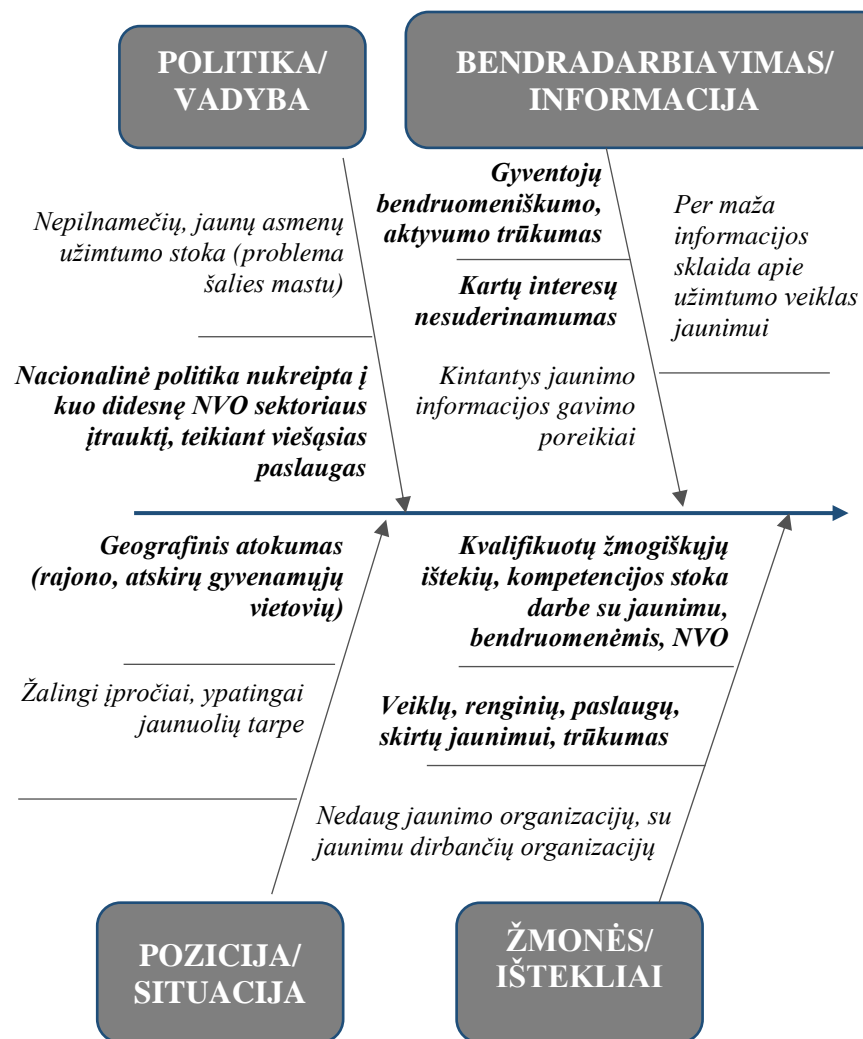 POLITIKA/
VADYBA
BENDRADARBIAVIMAS/
INFORMACIJA
Nepilnamečių, jaunų asmenų
užimtumo stoka (problema
šalies mastu)
Nacionalinė politika nukreipta į
kuo didesnę NVO sektoriaus
įtrauktį, teikiant viešąsias
paslaugas
Gyventojų
bendruomeniškumo,
aktyvumo trūkumas
Kartų interesų
nesuderinamumas
Kintantys jaunimo
informacijos gavimo
poreikiai
Per maža
informacijos
sklaida apie
užimtumo veiklas
jaunimui
Geografinis atokumas
(rajono, atskirų gyvenamųjų
vietovių)
Žalingi įpročiai, ypatingai
jaunuolių tarpe
Kvalifikuotų žmogiškųjų
ištekių, kompetencijos stoka
darbe su jaunimu,
bendruomenėmis, NVO
Veiklų, renginių, paslaugų,
skirtų jaunimui, trūkumas
Nedaug jaunimo organizacijų, su
jaunimu dirbančių organizacijų
POZICIJA/
SITUACIJA
ŽMONĖS/
IŠTEKLIAI